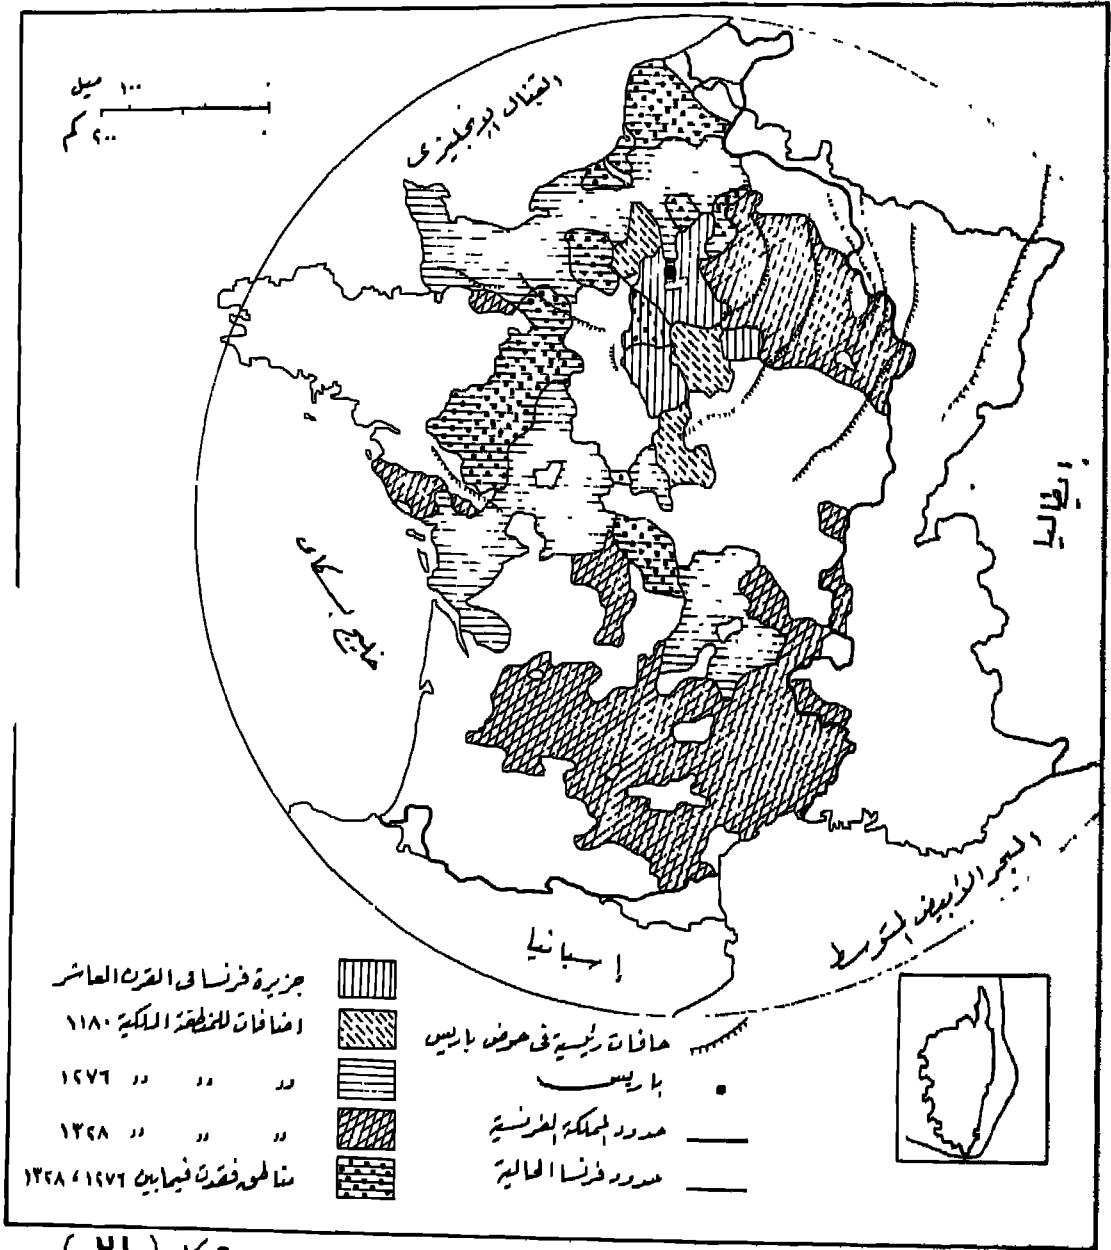 ١٠٠ ميل
٢٠٠ كم
٠
٠
القنال الإنجليزى
إيطاليا
خليج بسكاى
البحر الأبيض المتوسط
إسبانيا
جزيرة فرنسا فى القرن العاشر
اضافات للمنطقة الملكية ١١٨٠
〃 〃 〃 ١٢٧٦
〃 〃 〃 ١٣٢٨
مناطق فقدت فيما بين ١٢٧٦، ١٣٢٨
حافات رئيسية فى حوض باريس
باريس
حدود المملكة الفرنسية
حدود فرنسا الحالية